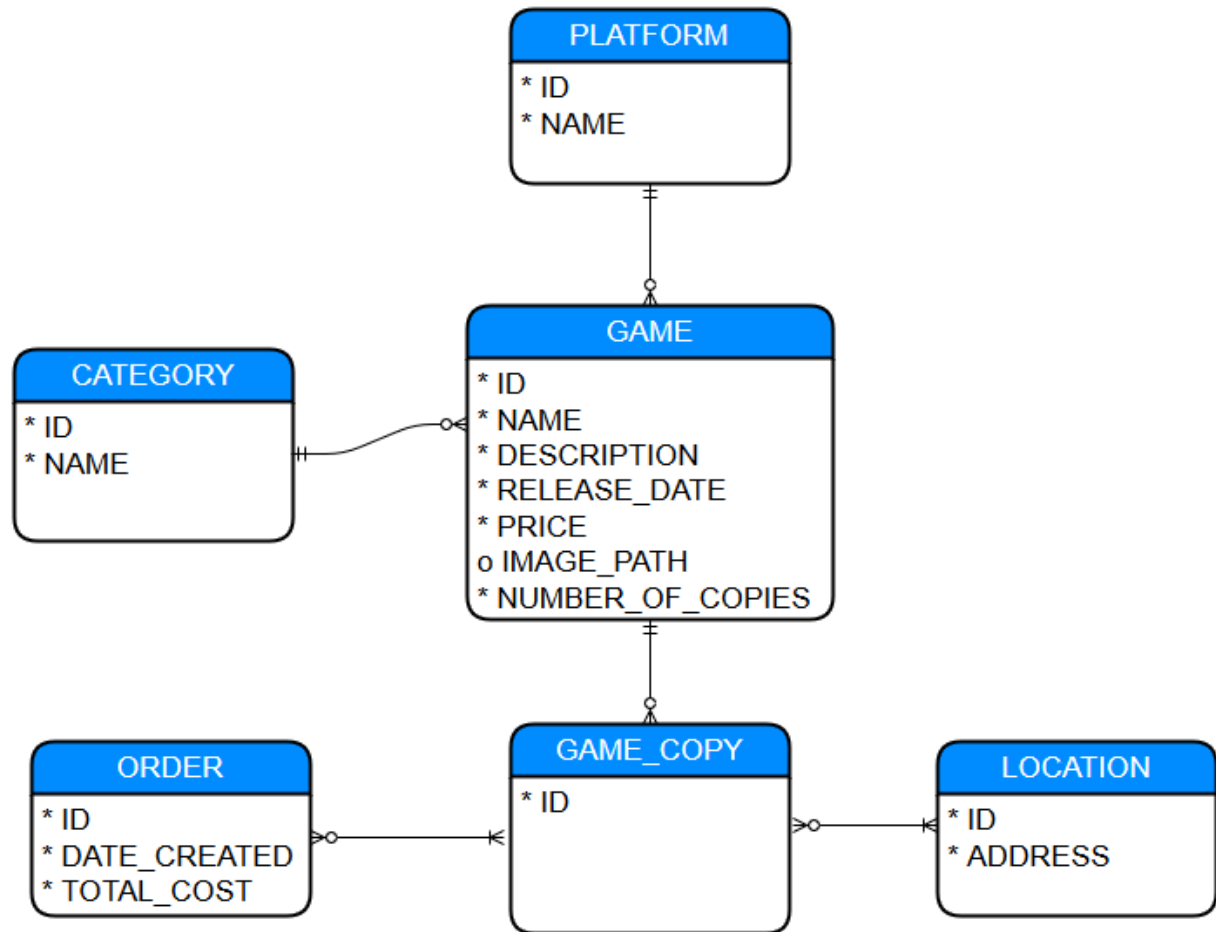 PLATFORM
* ID
* NAME
GAME
* ID
* NAME
* DESCRIPTION
* RELEASE_DATE
* PRICE
o IMAGE_PATH
* NUMBER_OF_COPIES
CATEGORY
* ID
* NAME
ORDER
* ID
* DATE_CREATED
* TOTAL_COST
GAME_COPY
* ID
LOCATION
* ID
* ADDRESS